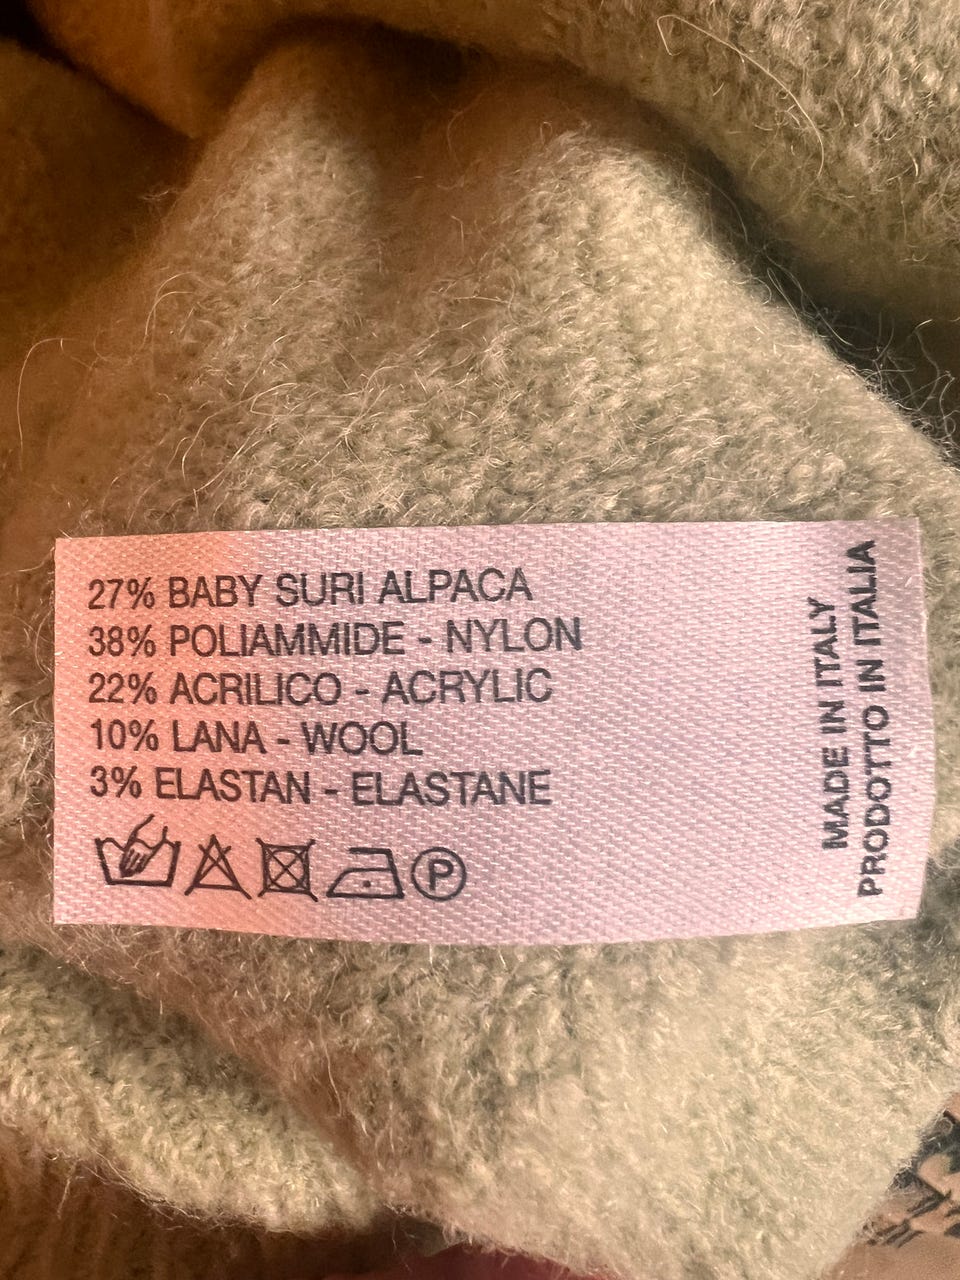 27% BABY SURI ALPACA
38% POLIAMMIDE - NYLON
22% ACRILICO - ACRYLIC
10% LANA - WOOL
3% ELASTAN - ELASTANE
P
MADE IN ITALY
PRODOTTO IN ITALIA